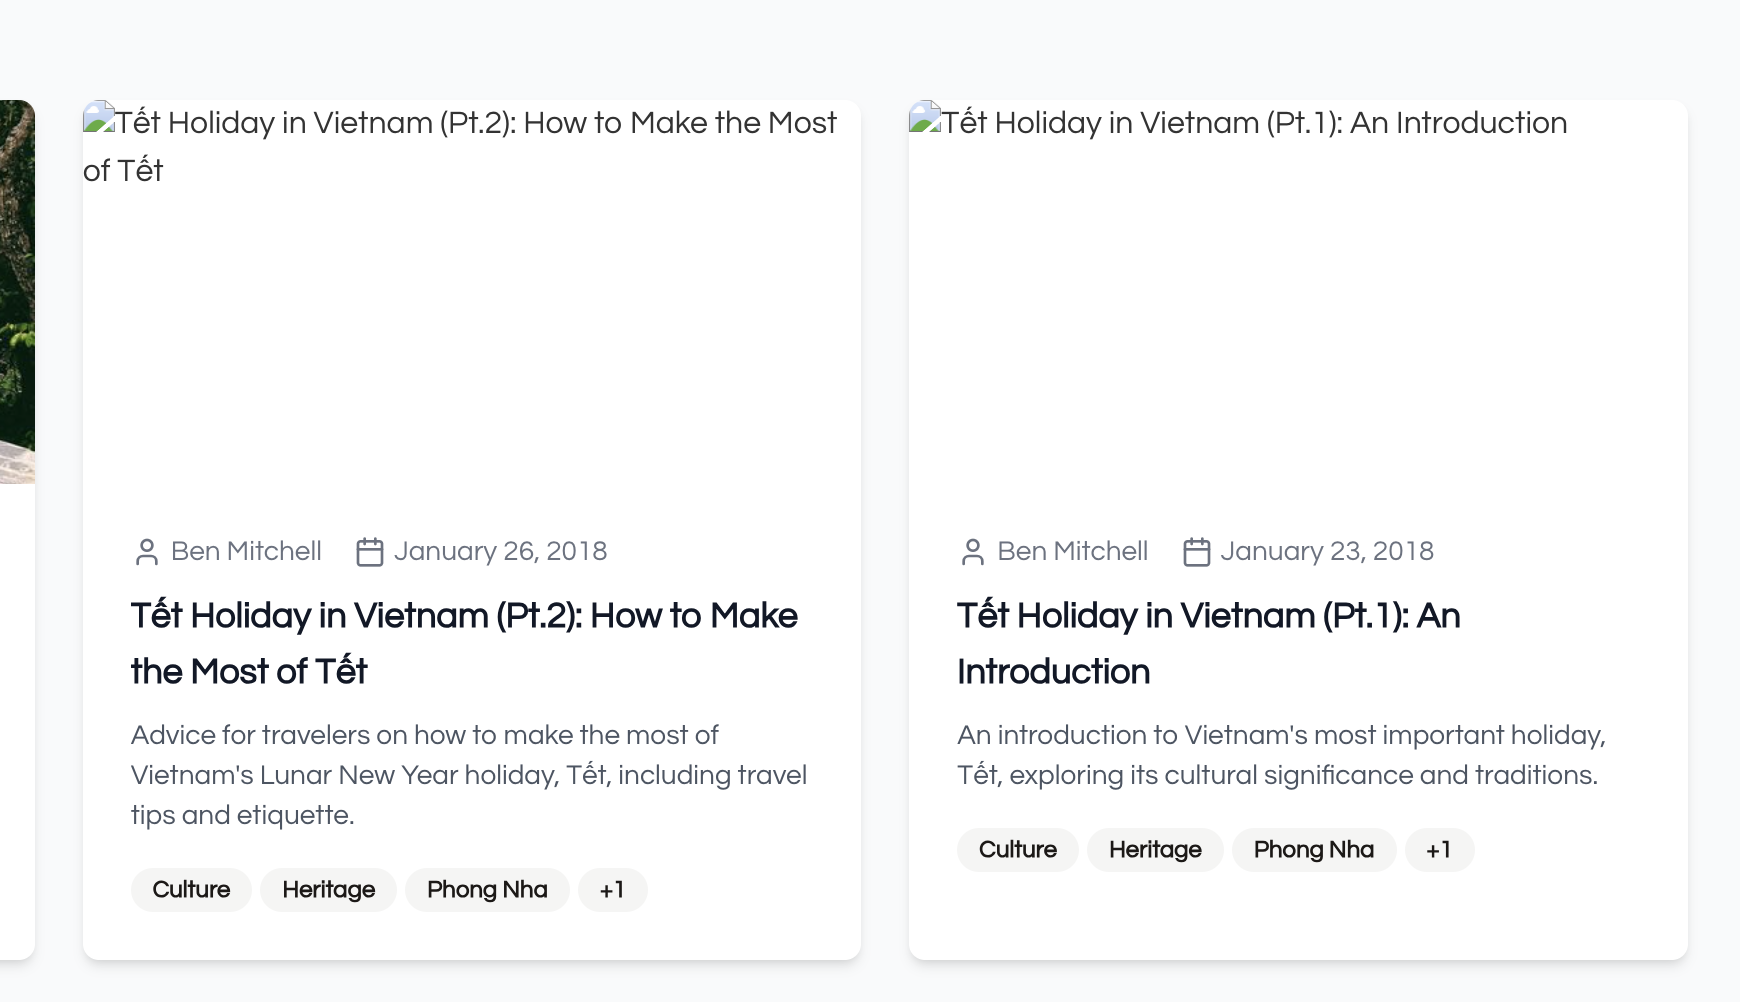 Tết Holiday in Vietnam (Pt.2): How to Make the Most
of Tết
Ben Mitchell January 26, 2018
Tết Holiday in Vietnam (Pt.2): How to Make
the Most of Tết
Advice for travelers on how to make the most of
Vietnam's Lunar New Year holiday, Tết, including travel
tips and etiquette.
Culture Heritage Phong Nha +1
Tết Holiday in Vietnam (Pt.1): An Introduction
Ben Mitchell January 23, 2018
Tết Holiday in Vietnam (Pt.1): An
Introduction
An introduction to Vietnam's most important holiday,
Tết, exploring its cultural significance and traditions.
Culture Heritage Phong Nha +1